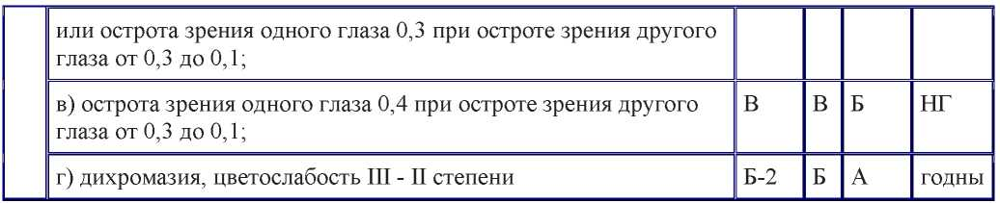 или острота зрения одного глаза 0,3 при остроте зрения другого
глаза от 0,3 до 0,1;
в) острота зрения одного глаза 0,4 при остроте зрения другого В В Б НГ
глаза от 0,3 до 0,1;
г) дихромазия, цветослабость III - II степени Б-2 Б А годны